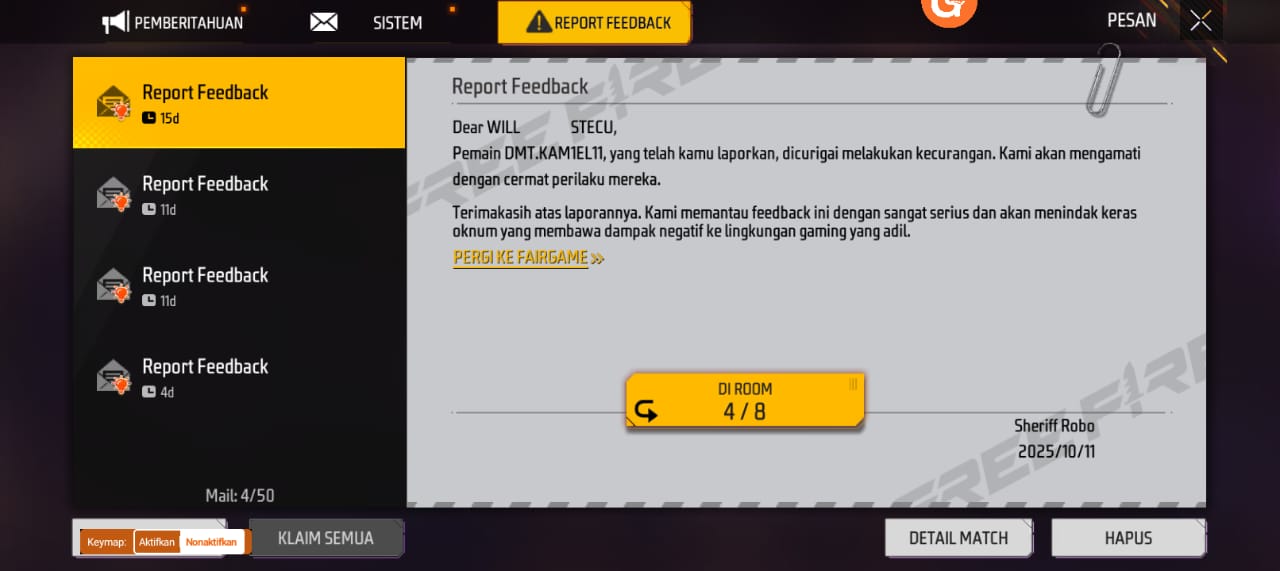 PEMBERITAHUAN
SISTEM
REPORT FEEDBACK
G
PESAN
Report Feedback
15d
Report Feedback
11d
Report Feedback
11d
Report Feedback
4d
Mail: 4/50
Report Feedback
Dear WILL STECU,
Pemain DMT.KAM1EL11, yang telah kamu laporkan, dicurigai melakukan kecurangan. Kami akan mengamati
dengan cermat perilaku mereka.
Terimakasih atas laporannya. Kami memantau feedback ini dengan sangat serius dan akan menindak keras
oknum yang membawa dampak negatif ke lingkungan gaming yang adil.
PERGI KE FAIRGAME >>
FREE FIRE
DI ROOM
4 / 8
Sheriff Robo
2025/10/11
FREE FIRE
Keymap: Aktifkan Nonaktifkan
KLAIM SEMUA
DETAIL MATCH
HAPUS